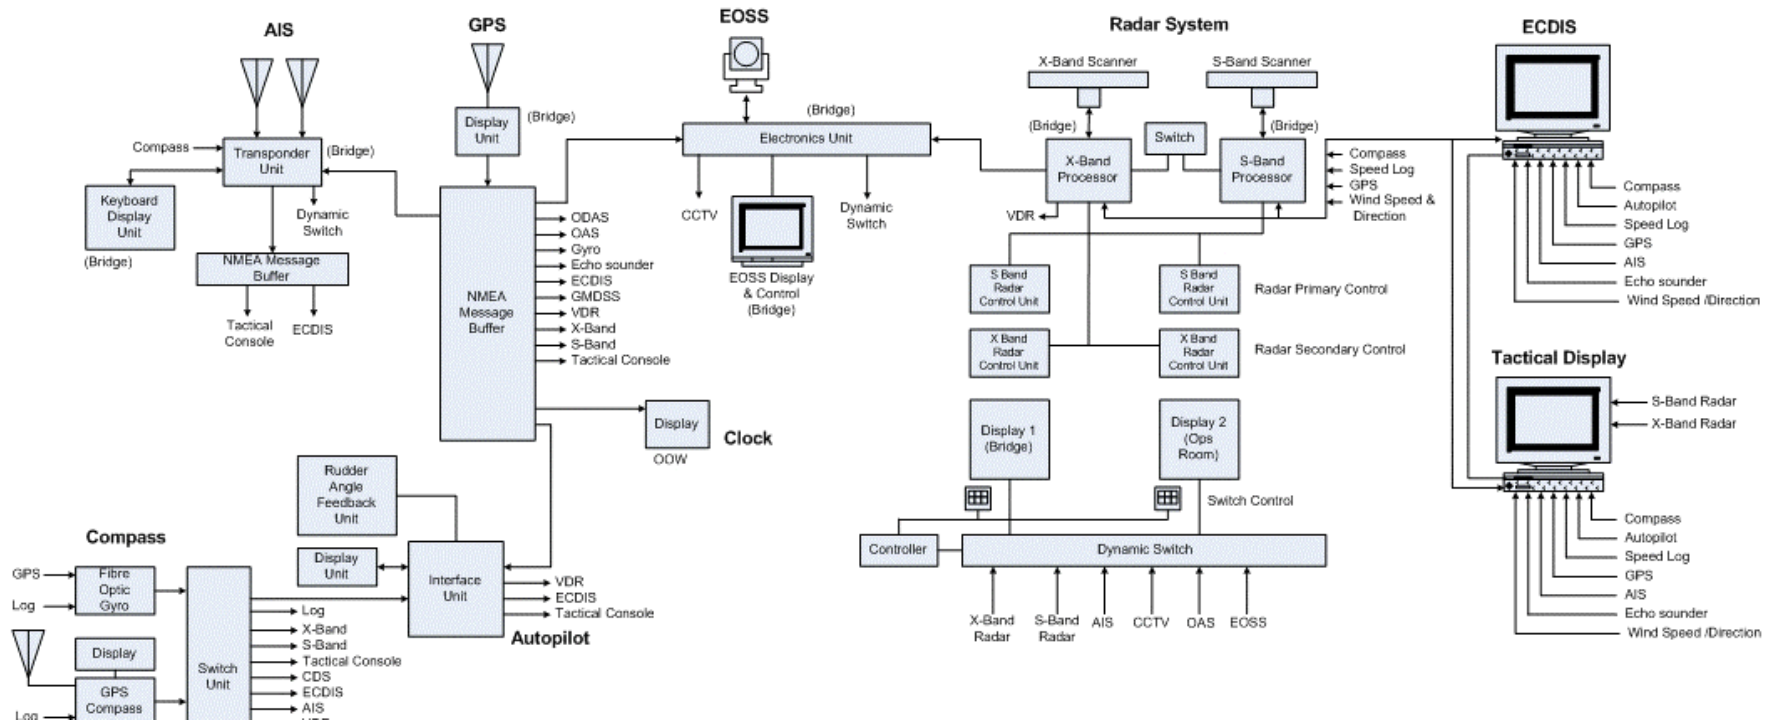 AIS
Compass
Transponder
Unit
(Bridge)
Keyboard
Display
Unit
(Bridge)
Dynamic
Switch
NMEA Message
Buffer
Tactical
Console
ECDIS
GPS
Display
Unit
(Bridge)
NMEA
Message
Buffer
ODAS
OAS
Gyro
Echo sounder
ECDIS
GMDSS
VDR
X-Band
S-Band
Tactical Console
Display
OOW
Clock
EOSS
(Bridge)
Electronics Unit
CCTV
Dynamic
Switch
EOSS Display
& Control
(Bridge)
Radar System
X-Band Scanner
S-Band Scanner
(Bridge)
Switch
(Bridge)
X-Band
Processor
S-Band
Processor
VDR
Compass
Speed Log
GPS
Wind Speed &
Direction
S Band
Radar
Control Unit
S Band
Radar
Control Unit
Radar Primary Control
X Band
Radar
Control Unit
X Band
Radar
Control Unit
Radar Secondary Control
Display 1
(Bridge)
Display 2
(Ops
Room)
Switch Control
Controller
Dynamic Switch
X-Band
Radar
S-Band
Radar
AIS
CCTV
OAS
EOSS
ECDIS
Compass
Autopilot
Speed Log
GPS
AIS
Echo sounder
Wind Speed /Direction
Tactical Display
S-Band Radar
X-Band Radar
Compass
Autopilot
Speed Log
GPS
AIS
Echo sounder
Wind Speed /Direction
Rudder
Angle
Feedback
Unit
Display
Unit
Interface
Unit
VDR
ECDIS
Tactical Console
Autopilot
Compass
GPS
Log
Fibre
Optic
Gyro
Display
GPS
Compass
Log
Switch
Unit
Log
X-Band
S-Band
Tactical Console
CDS
ECDIS
AIS